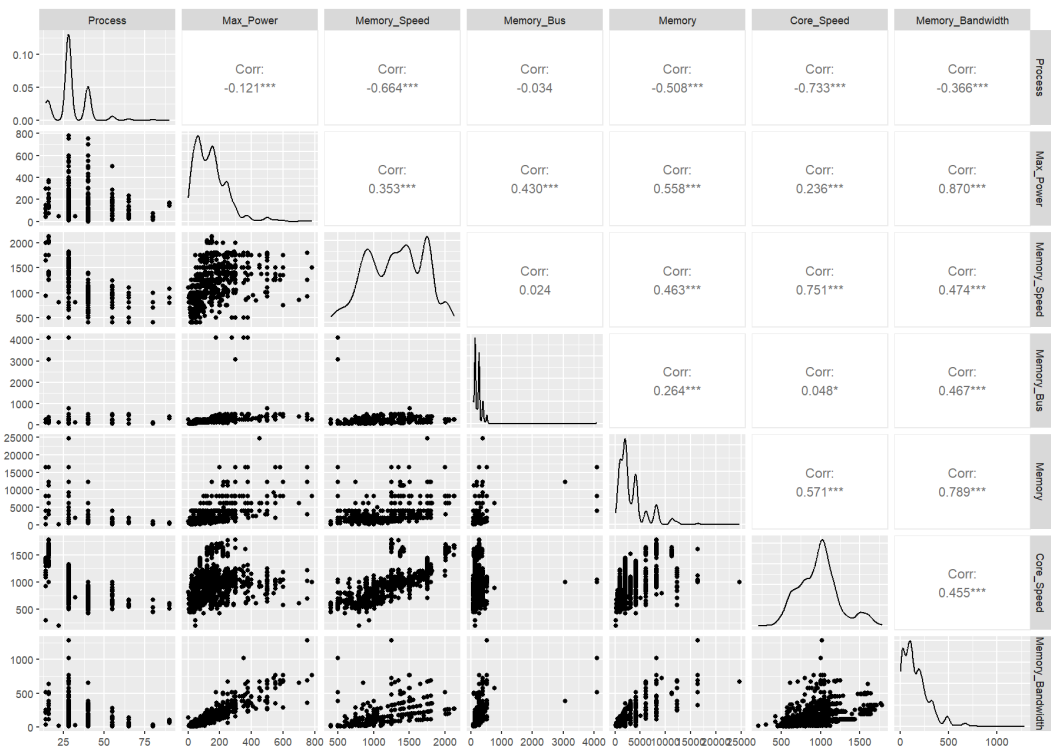 Process Max_Power Memory_Speed Memory_Bus Memory Core_Speed Memory_Bandwidth
0.10
0.05
0.00
Corr:
-0.121***
Corr:
-0.664***
Corr:
-0.034
Corr:
-0.508***
Corr:
-0.733***
Corr:
-0.366***
Process
800
600
400
200
0
Corr:
0.353***
Corr:
0.430***
Corr:
0.558***
Corr:
0.236***
Corr:
0.870***
Max_Power
2000
1500
1000
500
Corr:
0.024
Corr:
0.463***
Corr:
0.751***
Corr:
0.474***
Memory_Speed
4000
3000
2000
1000
0
Corr:
0.264***
Corr:
0.048*
Corr:
0.467***
Memory_Bus
25000
20000
15000
10000
5000
0
Corr:
0.571***
Corr:
0.789***
Memory
1500
1000
500
Corr:
0.455***
Core_Speed
1000
500
0
Memory_Bandwidth
25 50 75 0 200 400 600 800 500 1000 1500 2000 0 1000 2000 3000 4000 0 5000 10000 15000 20000 25000 500 1000 1500 0 500 1000